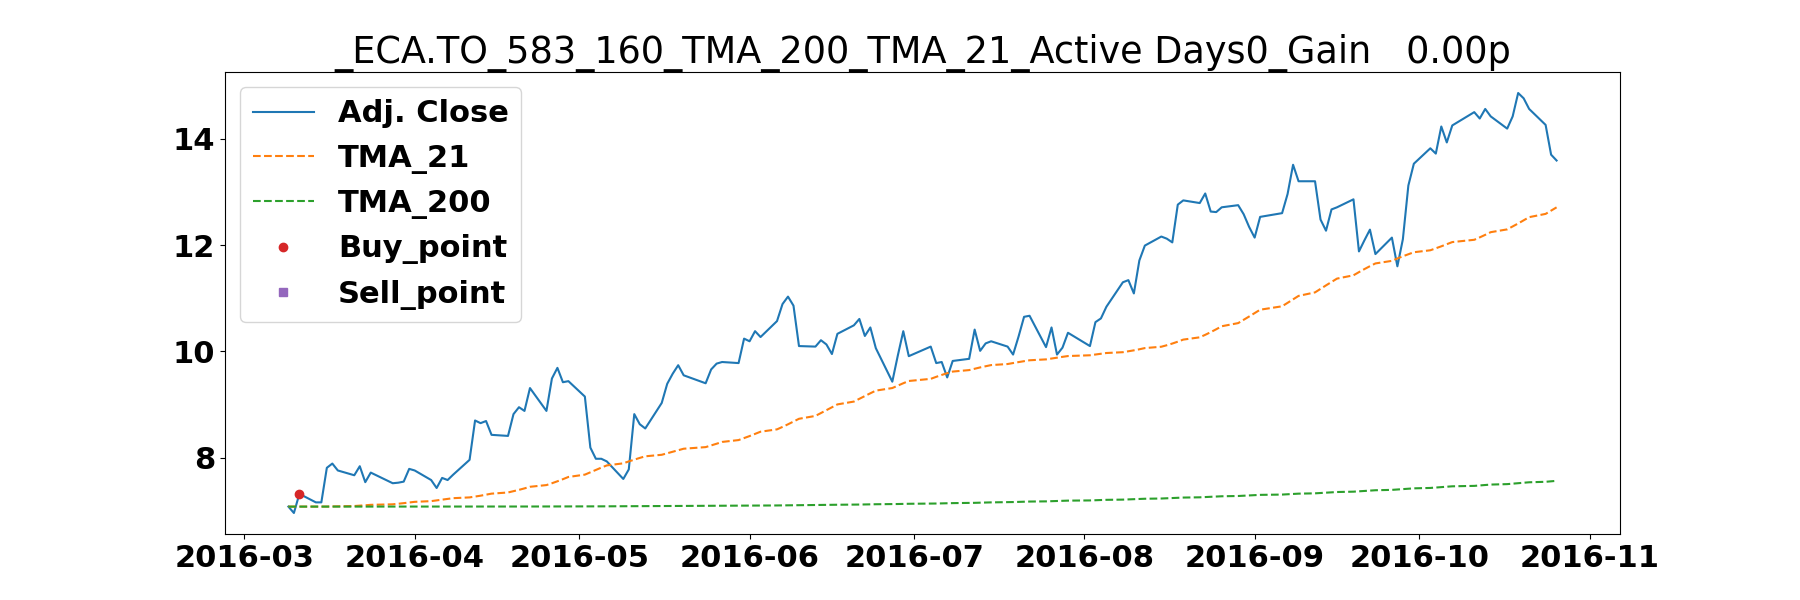 _ECA.TO_583_160_TMA_200_TMA_21_Active Days0_Gain   0.00p
Adj. Close
TMA_21
TMA_200
Buy_point
Sell_point
14
12
10
8
2016-03 2016-04 2016-05 2016-06 2016-07 2016-08 2016-09 2016-10 2016-11